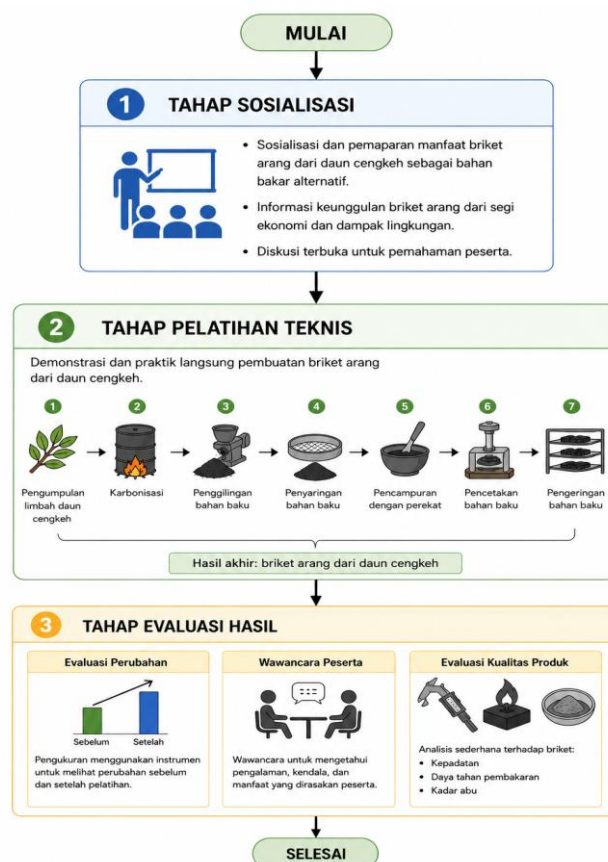 MULAI
1 TAHAP SOSIALISASI
• Sosialisasi dan pemaparan manfaat briket
arang dari daun cengkeh sebagai bahan
bakar alternatif.
• Informasi keunggulan briket arang dari segi
ekonomi dan dampak lingkungan.
• Diskusi terbuka untuk pemahaman peserta.
2 TAHAP PELATIHAN TEKNIS
Demonstrasi dan praktik langsung pembuatan briket arang
dari daun cengkeh.
1
Pengumpulan
limbah daun
cengkeh
2
Karbonisasi
3
Penggilingan
bahan baku
4
Penyaringan
bahan baku
5
Pencampuran
dengan perekat
6
Pencetakan
bahan baku
7
Pengeringan
bahan baku
Hasil akhir: briket arang dari daun cengkeh
3 TAHAP EVALUASI HASIL
Evaluasi Perubahan
Sebelum Setelah
Pengukuran menggunakan instrumen
untuk melihat perubahan sebelum
dan setelah pelatihan.
Wawancara Peserta
Wawancara untuk mengetahui
pengalaman, kendala, dan
manfaat yang dirasakan peserta.
Evaluasi Kualitas Produk
Analisis sederhana terhadap briket:
• Kepadatan
• Daya tahan pembakaran
• Kadar abu
SELESAI